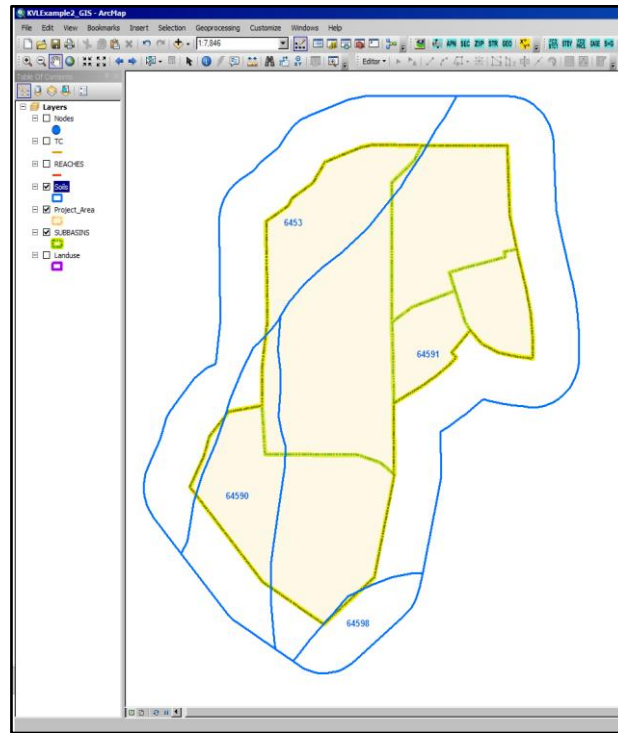 KVLExample2_GIS - ArcMap
File Edit View Bookmarks Insert Selection Geoprocessing Customize Windows Help
1:7,846
Editor
Table Of Contents
Layers
Nodes
TC
REACHES
Soils
Project_Area
SUBBASINS
Landuse
6453
64591
64590
64598